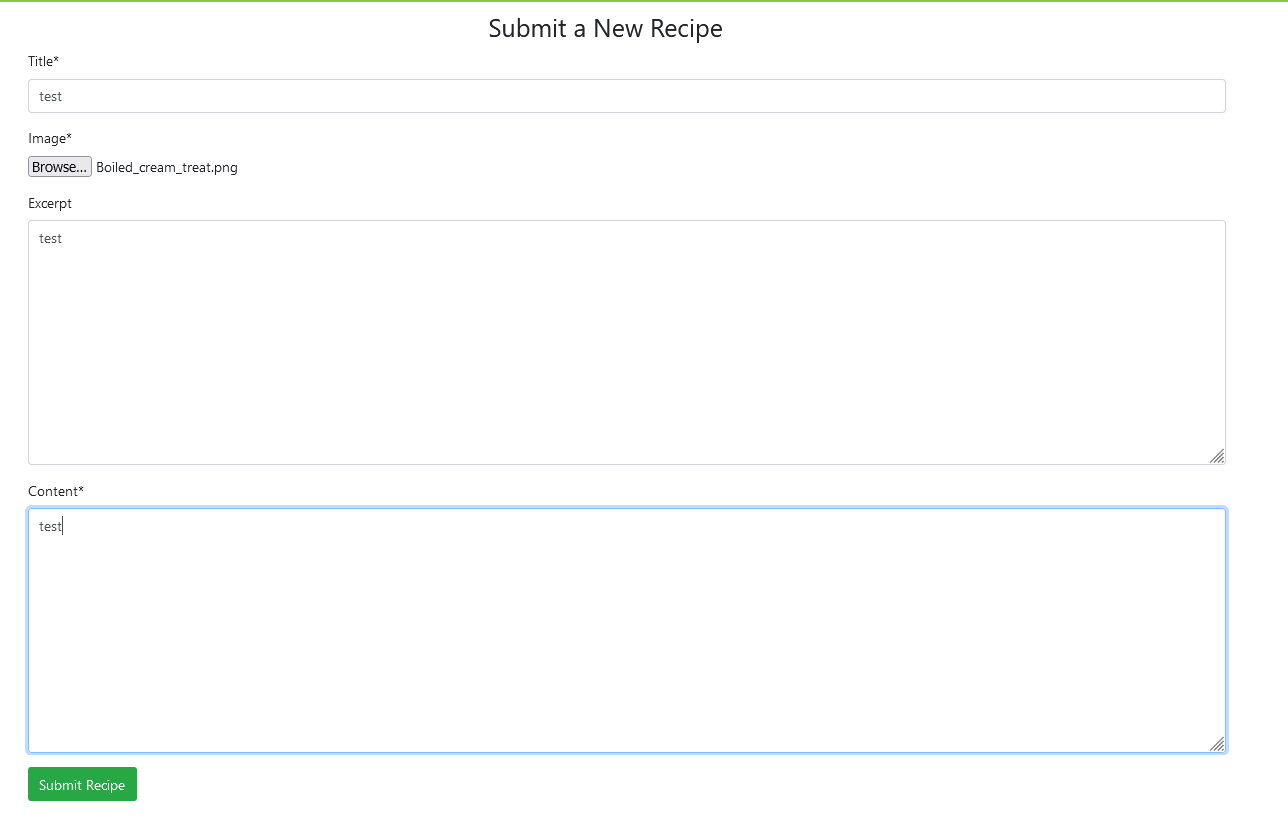 Submit a New Recipe
Title*
test
Image*
Browse... Boiled_cream_treat.png
Excerpt
test
Content*
test
Submit Recipe